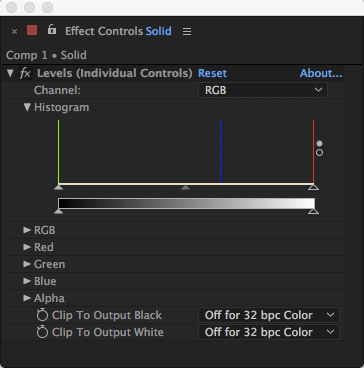 Effect Controls Solid
Comp 1 • Solid
fx Levels (Individual Controls) Reset About...
Channel: RGB
Histogram
RGB
Red
Green
Blue
Alpha
Clip To Output Black Off for 32 bpc Color
Clip To Output White Off for 32 bpc Color